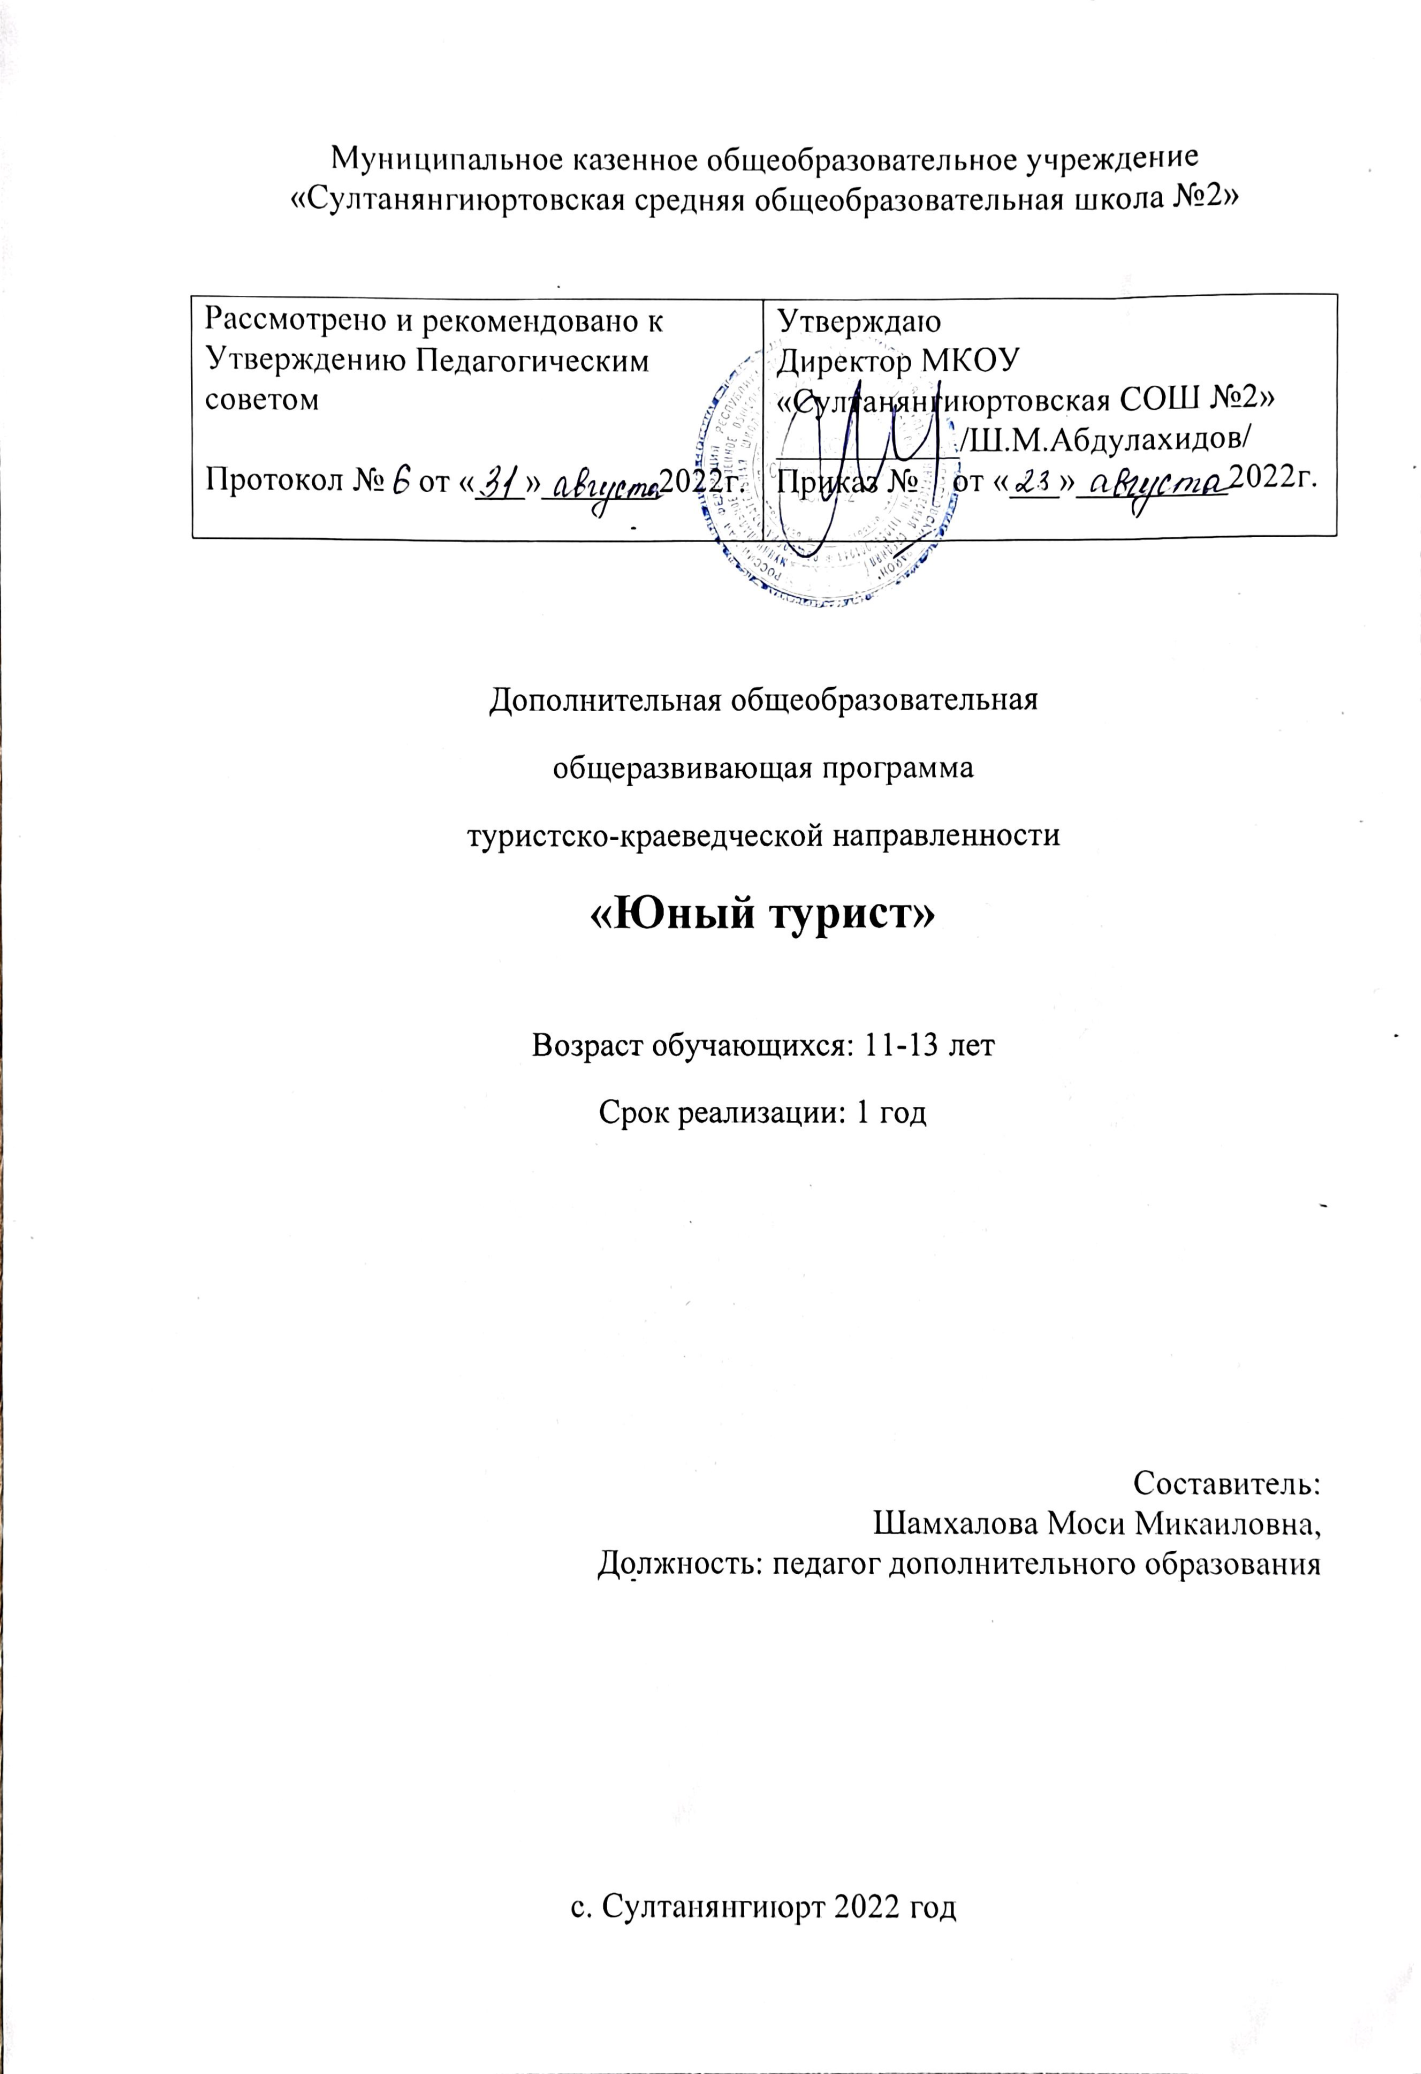 Муниципальное казенное общеобразовательное учреждение
«Султанянгиюртовская средняя общеобразовательная школа №2»
Рассмотрено и рекомендовано к
Утверждению Педагогическим
советом
Протокол № 6 от «31» августа 2022г.
Утверждаю
Директор МКОУ
«Султанянгиюртовская СОШ №2»
/Ш.М.Абдулахидов/
Приказ № 1 от «23» августа 2022г.
Дополнительная общеобразовательная
общеразвивающая программа
туристско-краеведческой направленности
«Юный турист»
Возраст обучающихся: 11-13 лет
Срок реализации: 1 год
Составитель:
Шамхалова Моси Микаиловна,
Должность: педагог дополнительного образования
с. Султанянгиюрт 2022 год